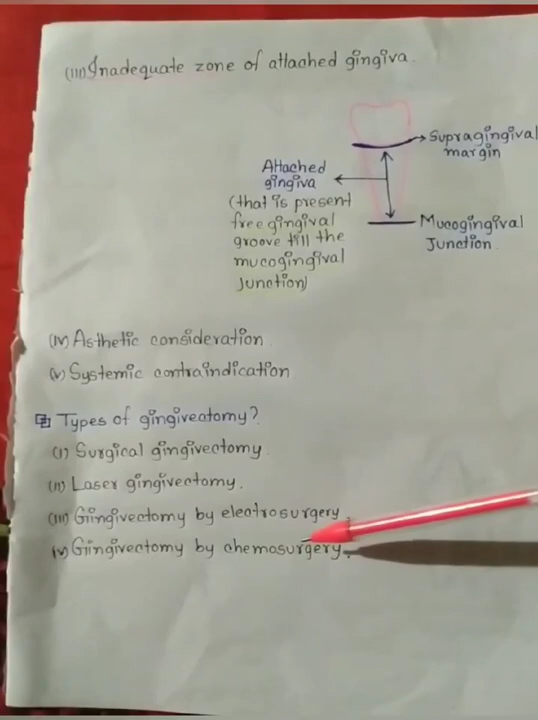 (III) Inadequate zone of attached gingiva.
Supragingival
margin
Attached
gingiva
(that is present
free gingival
groove till the
mucogingival
Junction)
Mucogingival
Junction.
(IV) Asthetic consideration.
(V) Systemic contraindication
Types of gingivectomy?
(I) Surgical gingivectomy.
(II) Laser gingivectomy.
(III) Giingivectomy by electrosurgery.
(IV) Giingivectomy by chemosurgery.